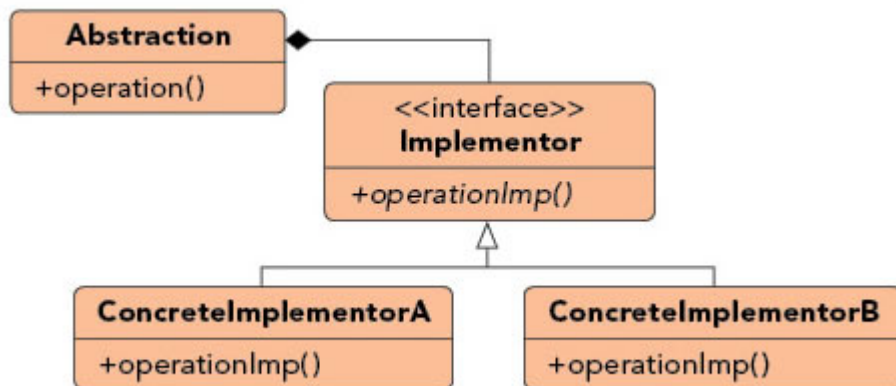 Abstraction
+operation()
<<interface>>
Implementor
+operationImp()
ConcreteImplementorA
+operationImp()
ConcreteImplementorB
+operationImp()